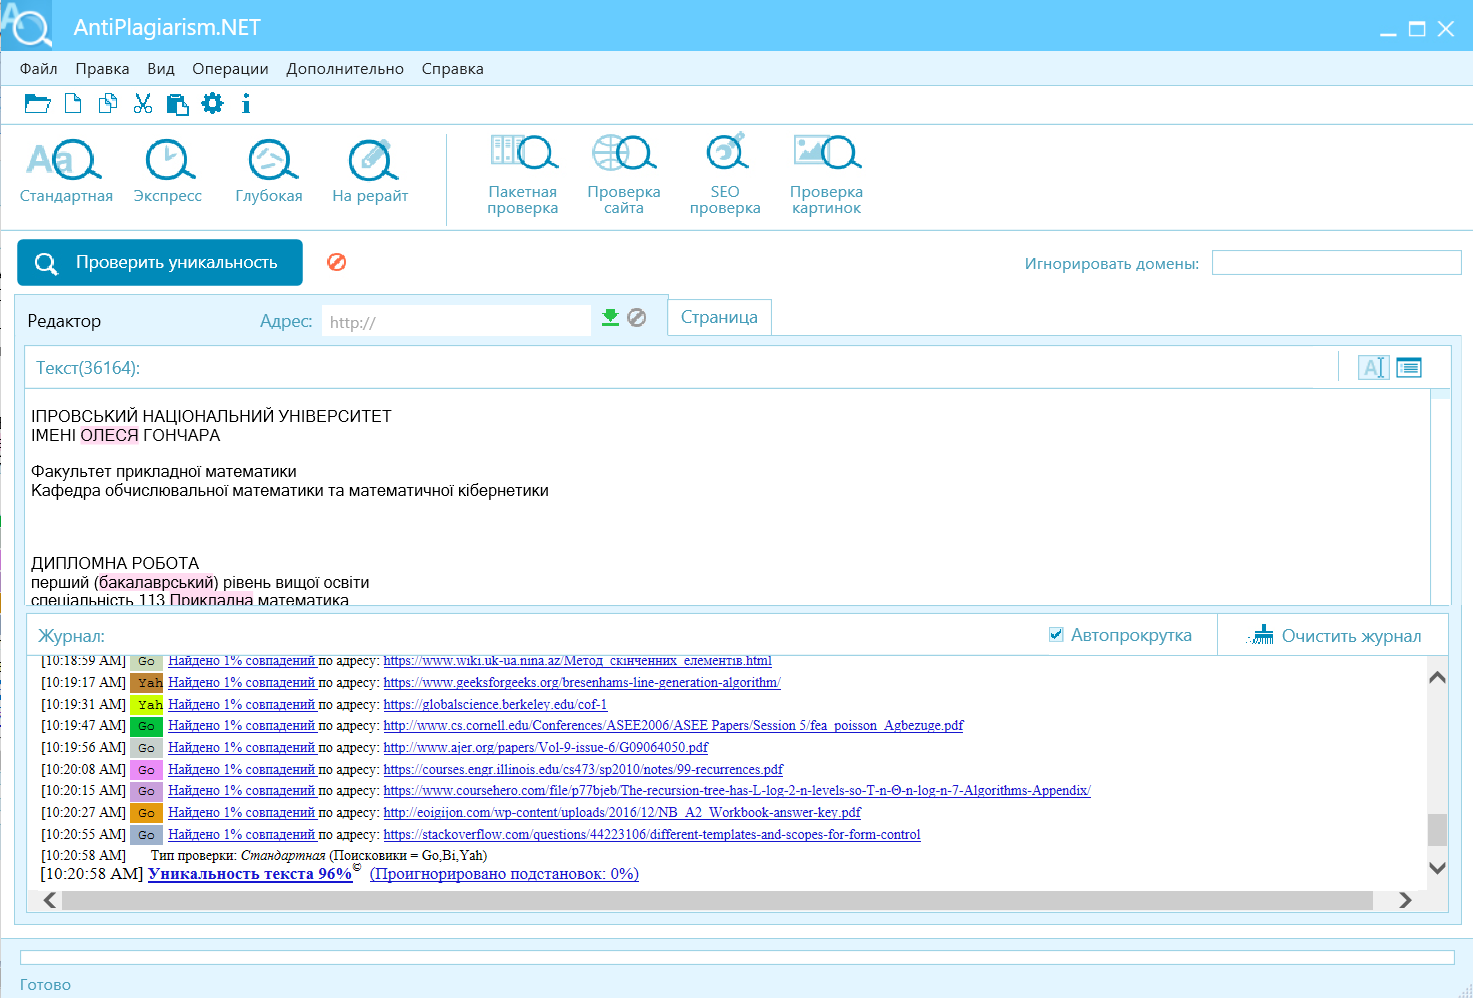 AntiPlagiarism.NET
Файл Правка Вид Операции Дополнительно Справка
Aa
Стандартная Экспресс Глубокая На рерайт
Пакетная проверка
Проверка сайта
SEO проверка
Проверка картинок
Проверить уникальность
Игнорировать домены:
Редактор Адрес: http:// Страница
Текст(36164):
ІПРОВСЬКИЙ НАЦІОНАЛЬНИЙ УНІВЕРСИТЕТ
ІМЕНІ ОЛЕСЯ ГОНЧАРА
Факультет прикладної математики
Кафедра обчислювальної математики та математичної кібернетики
ДИПЛОМНА РОБОТА
перший (бакалаврський) рівень вищої освіти
спеціальність 113 Прикладна математика
Журнал: Автопрокрутка Очистить журнал
[10:18:59 AM] Go Найдено 1% совпадений по адресу: https://www.wiki.uk-ua.nina.az/Метод_скінченних_елементів.html
[10:19:17 AM] Yah Найдено 1% совпадений по адресу: https://www.geeksforgeeks.org/bresenhams-line-generation-algorithm/
[10:19:31 AM] Yah Найдено 1% совпадений по адресу: https://globalscience.berkeley.edu/cof-1
[10:19:47 AM] Go Найдено 1% совпадений по адресу: http://www.cs.cornell.edu/Conferences/ASEE2006/ASEE Papers/Session 5/fea_poisson_Agbezuge.pdf
[10:19:56 AM] Go Найдено 1% совпадений по адресу: http://www.ajer.org/papers/Vol-9-issue-6/G09064050.pdf
[10:20:08 AM] Go Найдено 1% совпадений по адресу: https://courses.engr.illinois.edu/cs473/sp2010/notes/99-recurrences.pdf
[10:20:15 AM] Go Найдено 1% совпадений по адресу: https://www.coursehero.com/file/p77bjeb/The-recursion-tree-has-L-log-2-n-levels-so-T-n-Θ-n-log-n-7-Algorithms-Appendix/
[10:20:27 AM] Go Найдено 1% совпадений по адресу: http://eoigijon.com/wp-content/uploads/2016/12/NB_A2_Workbook-answer-key.pdf
[10:20:55 AM] Go Найдено 1% совпадений по адресу: https://stackoverflow.com/questions/44223106/different-templates-and-scopes-for-form-control
[10:20:58 AM] Тип проверки: Стандартная (Поисковики = Go,Bi,Yah)
[10:20:58 AM] Уникальность текста 96%© (Проигнорировано подстановок: 0%)
Готово